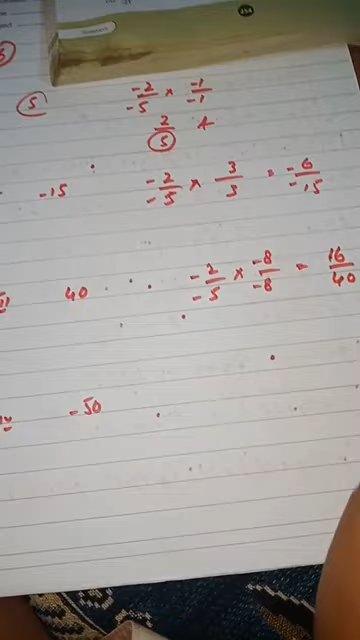 5 -2/-5 × -1/-1
2/5
-15 -2/-5 × 3/3 = -6/-15
40 -2/-5 × -8/-8 = 16/40
-50